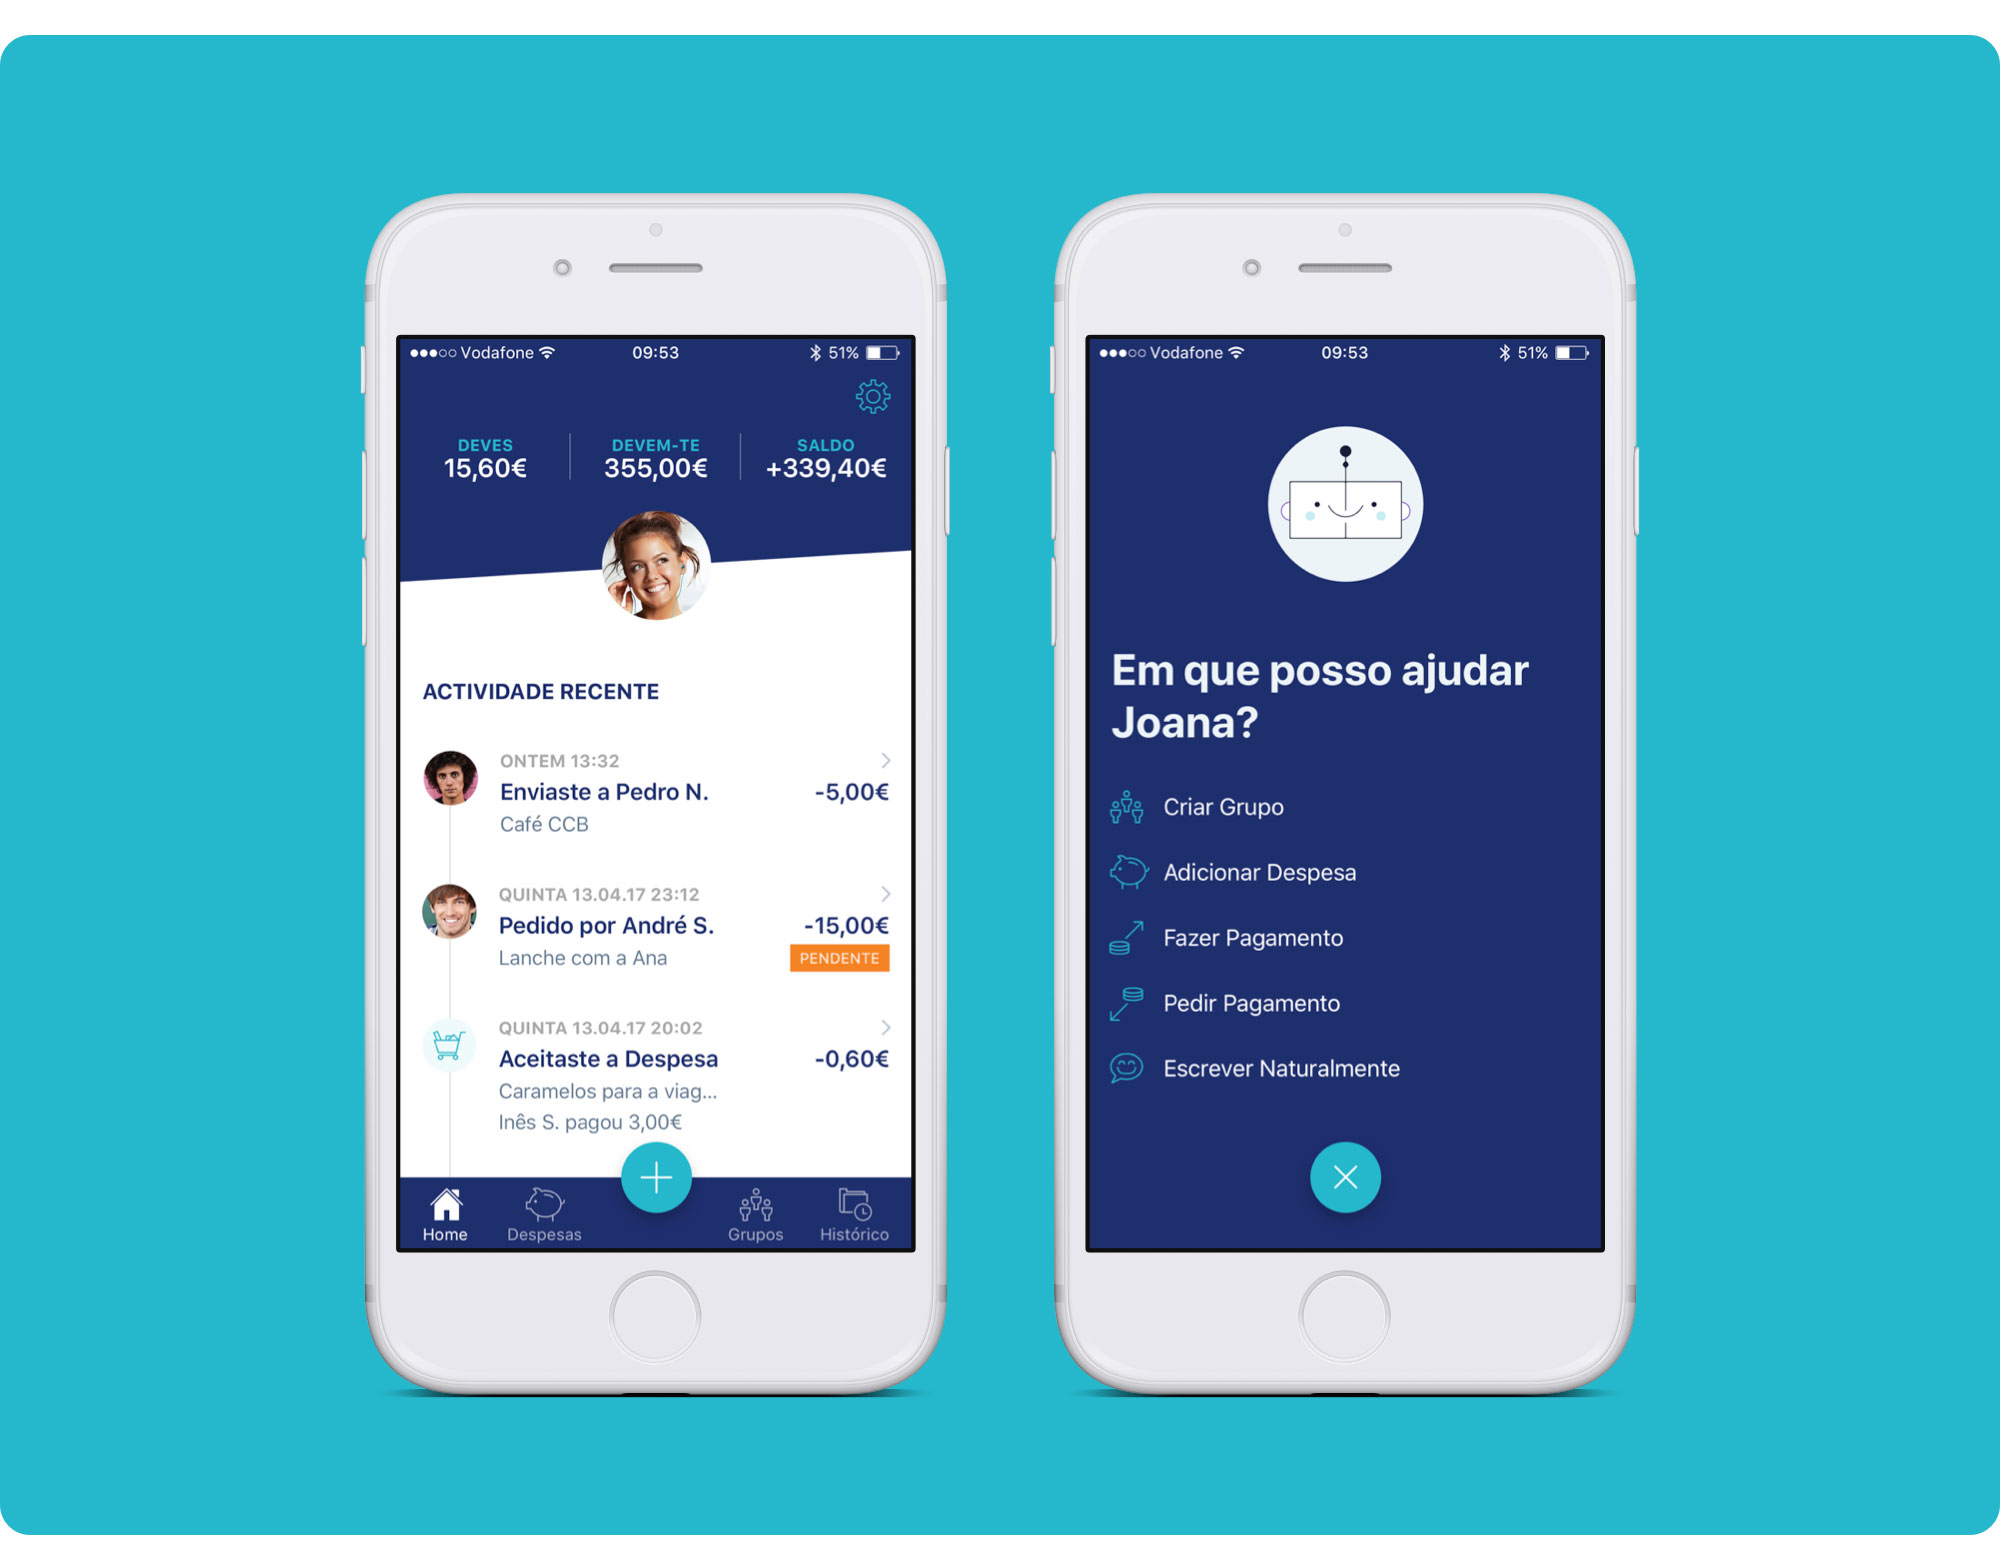 Vodafone 09:53 51%
DEVES DEVEM-TE SALDO
15,60€ 355,00€ +339,40€
ACTIVIDADE RECENTE
ONTEM 13:32
Enviaste a Pedro N. -5,00€
Café CCB
QUINTA 13.04.17 23:12
Pedido por André S. -15,00€
Lanche com a Ana PENDENTE
QUINTA 13.04.17 20:02
Aceitaste a Despesa -0,60€
Caramelos para a viag...
Inês S. pagou 3,00€
Home Despesas Grupos Histórico
Vodafone 09:53 51%
Em que posso ajudar
Joana?
Criar Grupo
Adicionar Despesa
Fazer Pagamento
Pedir Pagamento
Escrever Naturalmente